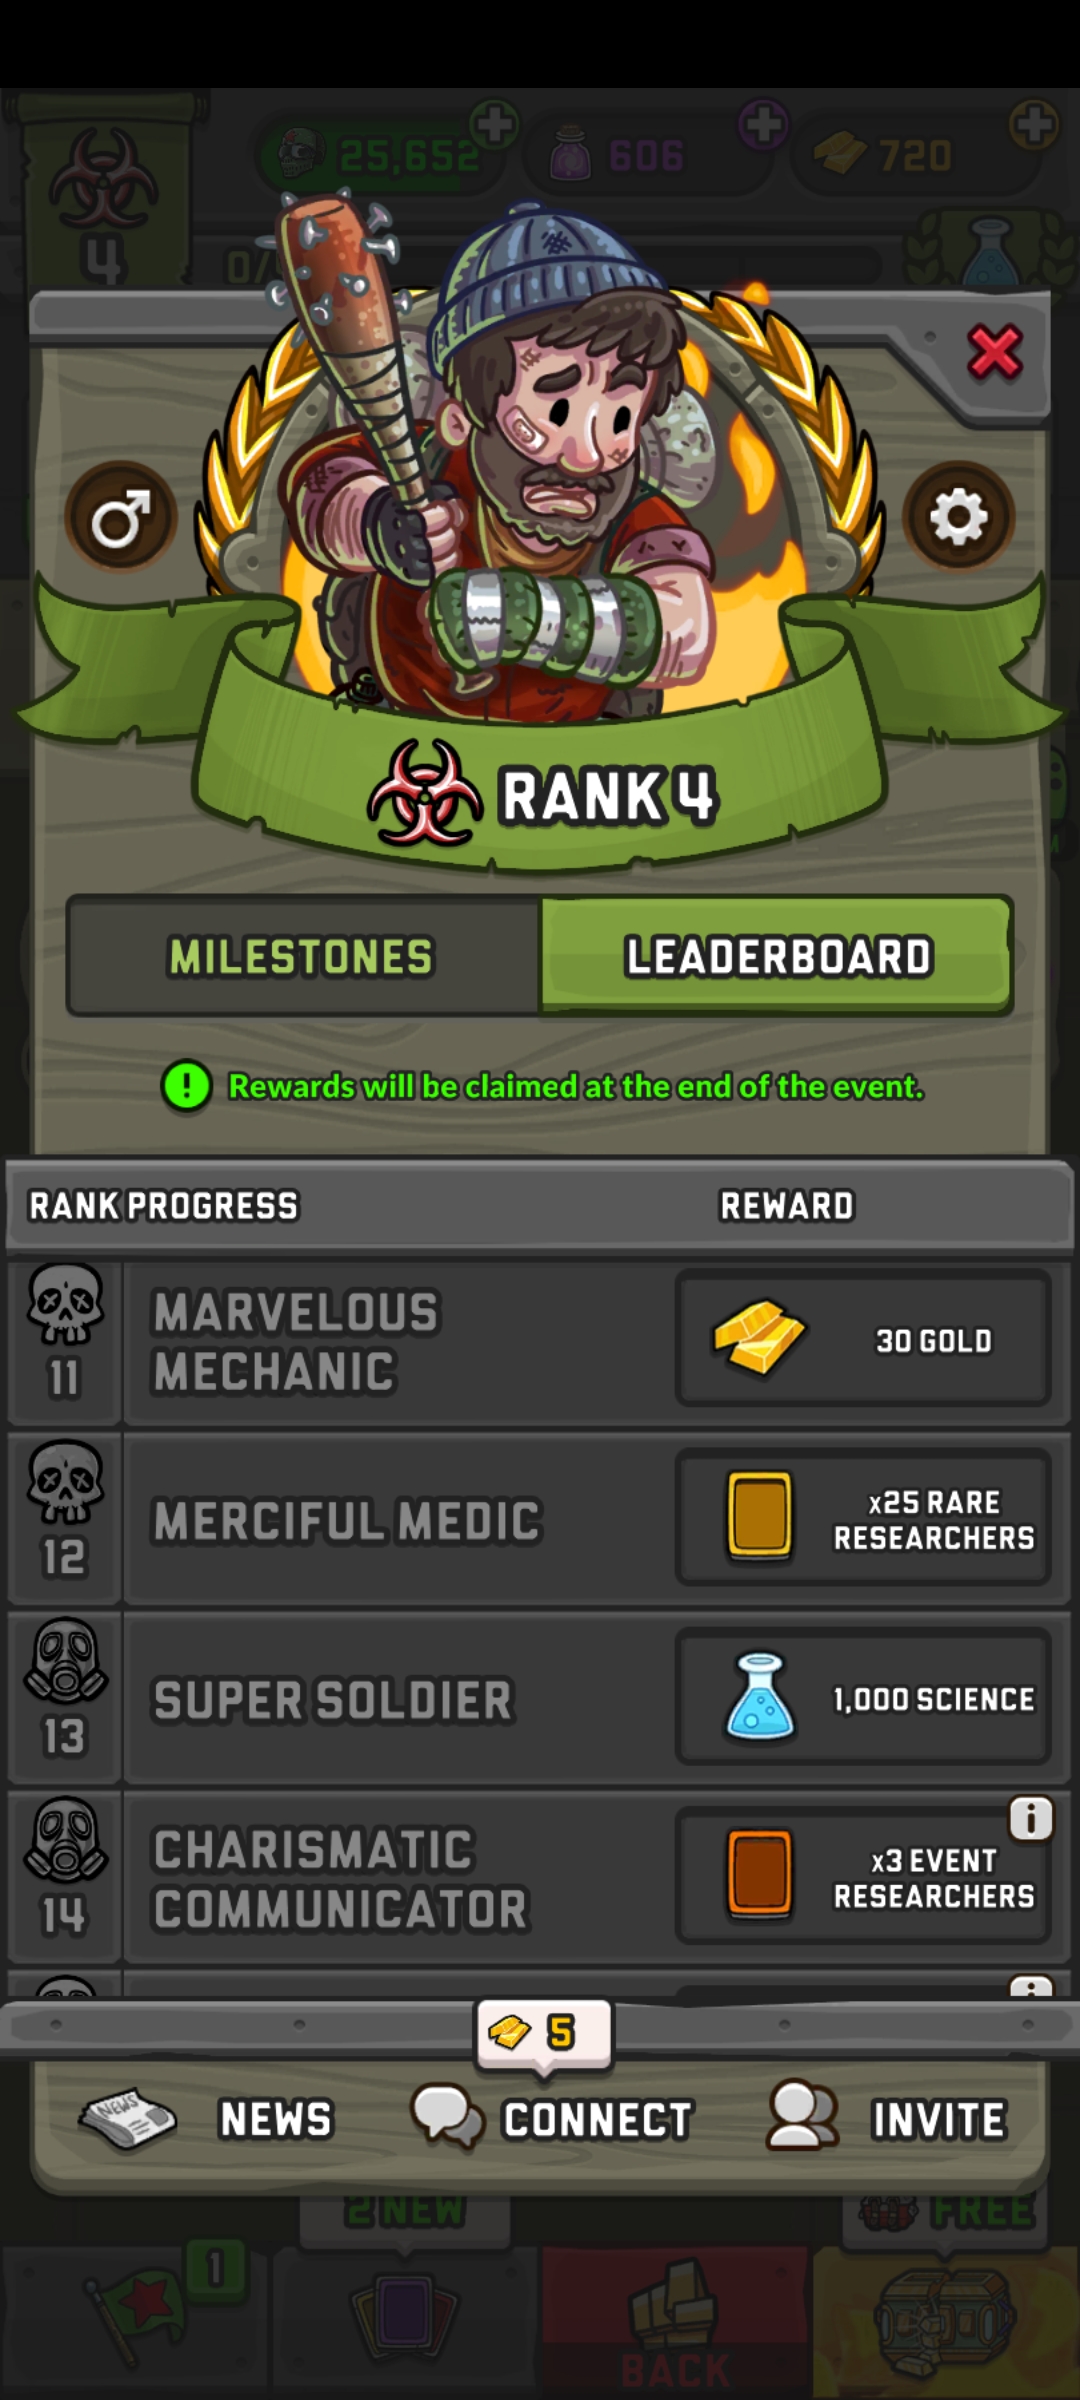 25,652
606
720
4
0/
RANK 4
MILESTONES
LEADERBOARD
! Rewards will be claimed at the end of the event.
RANK PROGRESS
REWARD
11
MARVELOUS
MECHANIC
30 GOLD
12
MERCIFUL MEDIC
x25 RARE
RESEARCHERS
13
SUPER SOLDIER
1,000 SCIENCE
14
CHARISMATIC
COMMUNICATOR
i
x3 EVENT
RESEARCHERS
i
5
NEWS
NEWS
CONNECT
INVITE
2 NEW
FREE
1
BACK